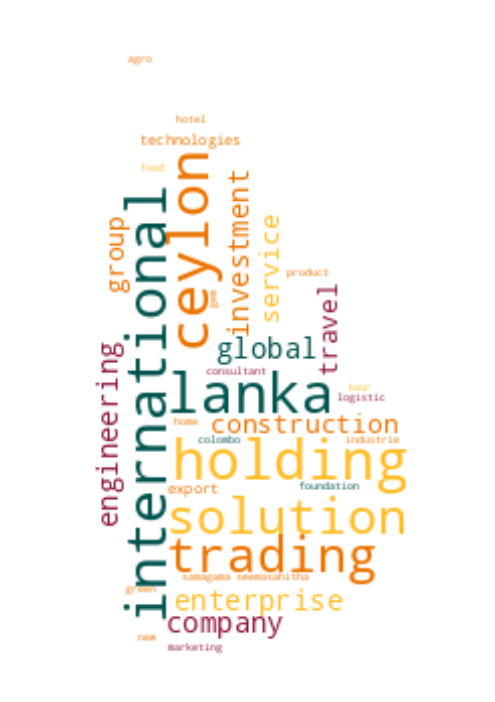 agro
hotel
technologies
food
ceylon
investment
international
service
group
gem
product
travel
global
engineering
consultant
lanka
tour
logistic
home
construction
colombo
industrie
holding
export
foundation
solution
trading
samagama seemasahitha
green
enterprise
company
new
marketing